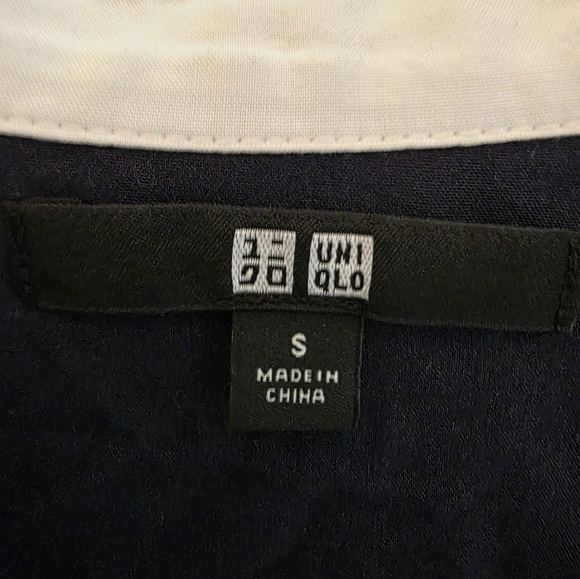 ユニ UNI
クロ QLO
S
MADE IN
CHINA